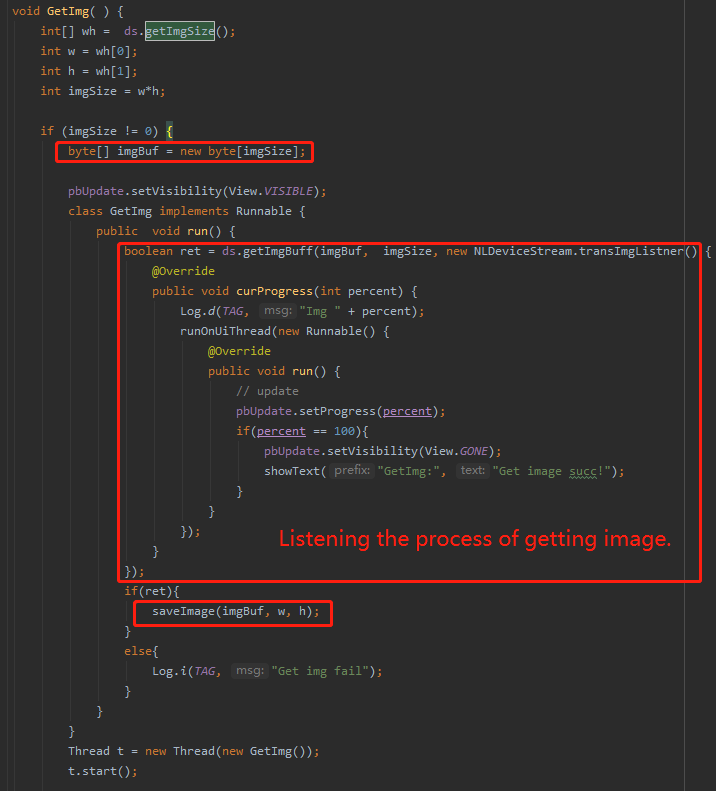 void GetImg( ) {
int[] wh =  ds.getImgSize();
int w = wh[0];
int h = wh[1];
int imgSize = w*h;
if (imgSize != 0) {
byte[] imgBuf = new byte[imgSize];
pbUpdate.setVisibility(View.VISIBLE);
class GetImg implements Runnable {
public  void run() {
boolean ret = ds.getImgBuff(imgBuf,  imgSize, new NLDeviceStream.transImgListner() {
@Override
public void curProgress(int percent) {
Log.d(TAG, msg: "Img " + percent);
runOnUiThread(new Runnable() {
@Override
public void run() {
// update
pbUpdate.setProgress(percent);
if(percent == 100){
pbUpdate.setVisibility(View.GONE);
showText( prefix: "GetImg:", text: "Get image succ!");
}
}
});
Listening the process of getting image.
}
});
if(ret){
saveImage(imgBuf, w, h);
}
else{
Log.i(TAG, msg: "Get img fail");
}
}
}
Thread t = new Thread(new GetImg());
t.start();